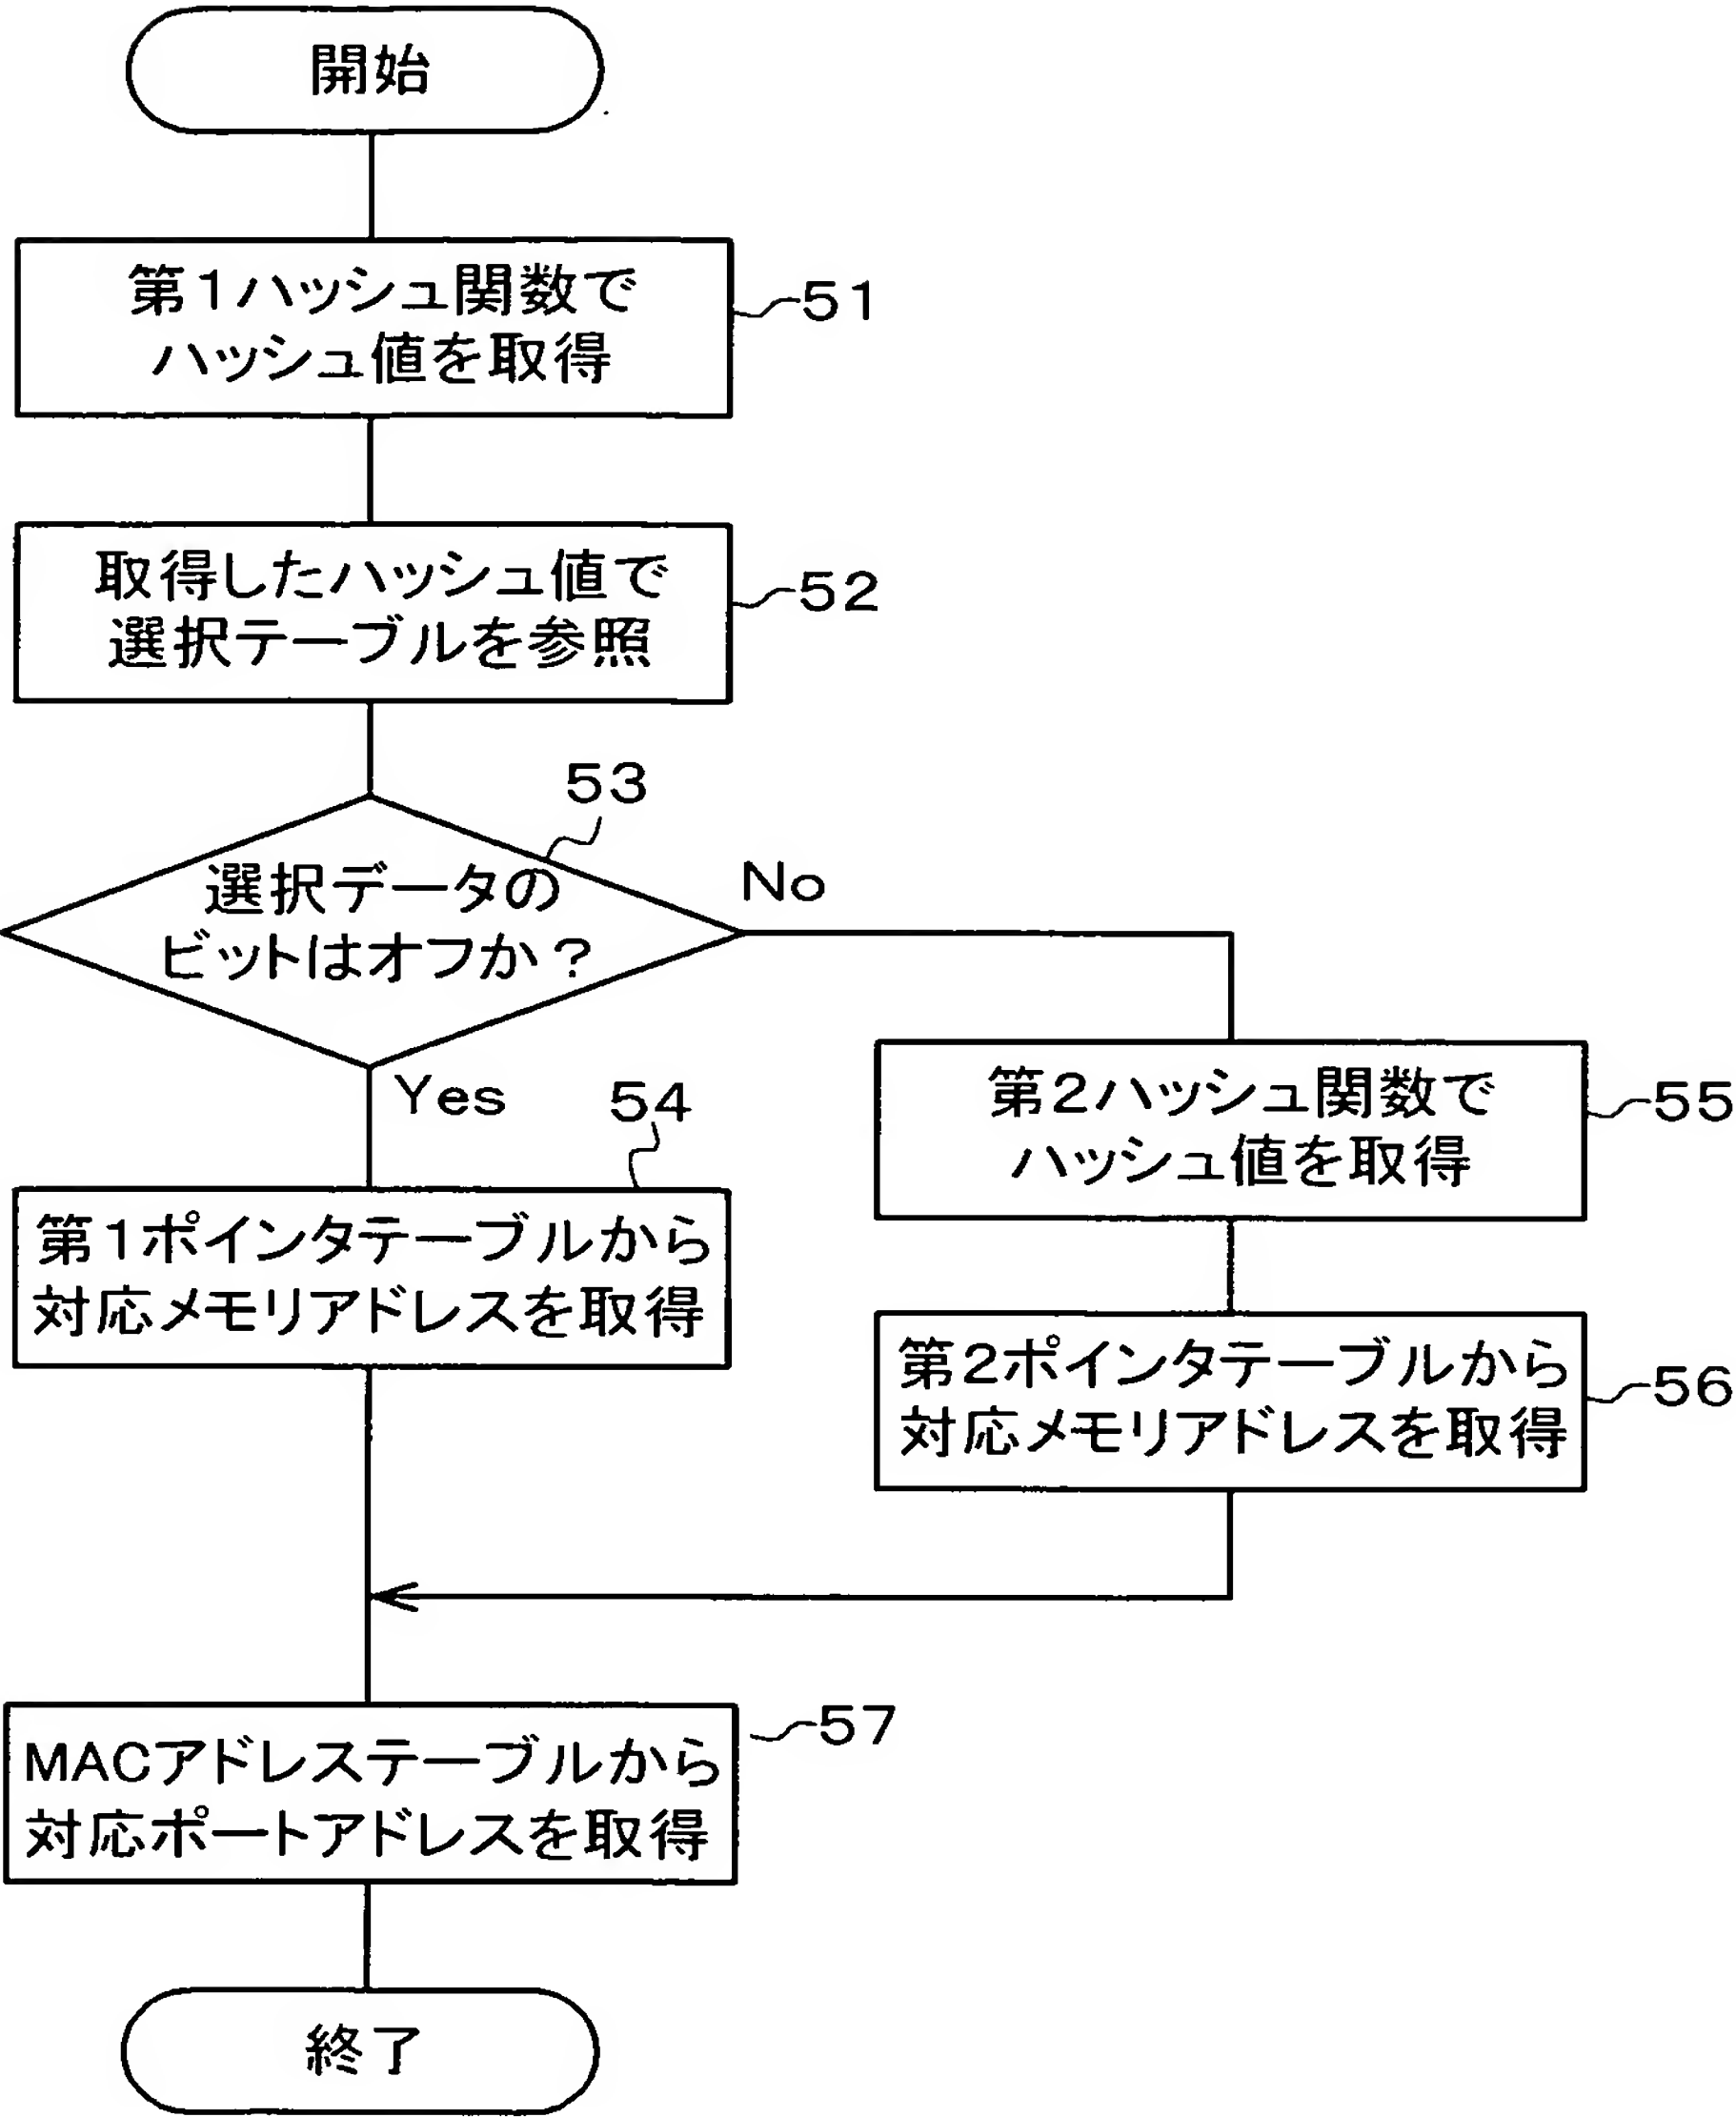 開始
第1ハッシュ関数で
ハッシュ値を取得
51
取得したハッシュ値で
選択テーブルを参照
52
53
選択データの
ビットはオフか?
No
Yes
54
第1ポインタテーブルから
対応メモリアドレスを取得
第2ハッシュ関数で
ハッシュ値を取得
55
第2ポインタテーブルから
対応メモリアドレスを取得
56
MACアドレステーブルから
対応ポートアドレスを取得
57
終了